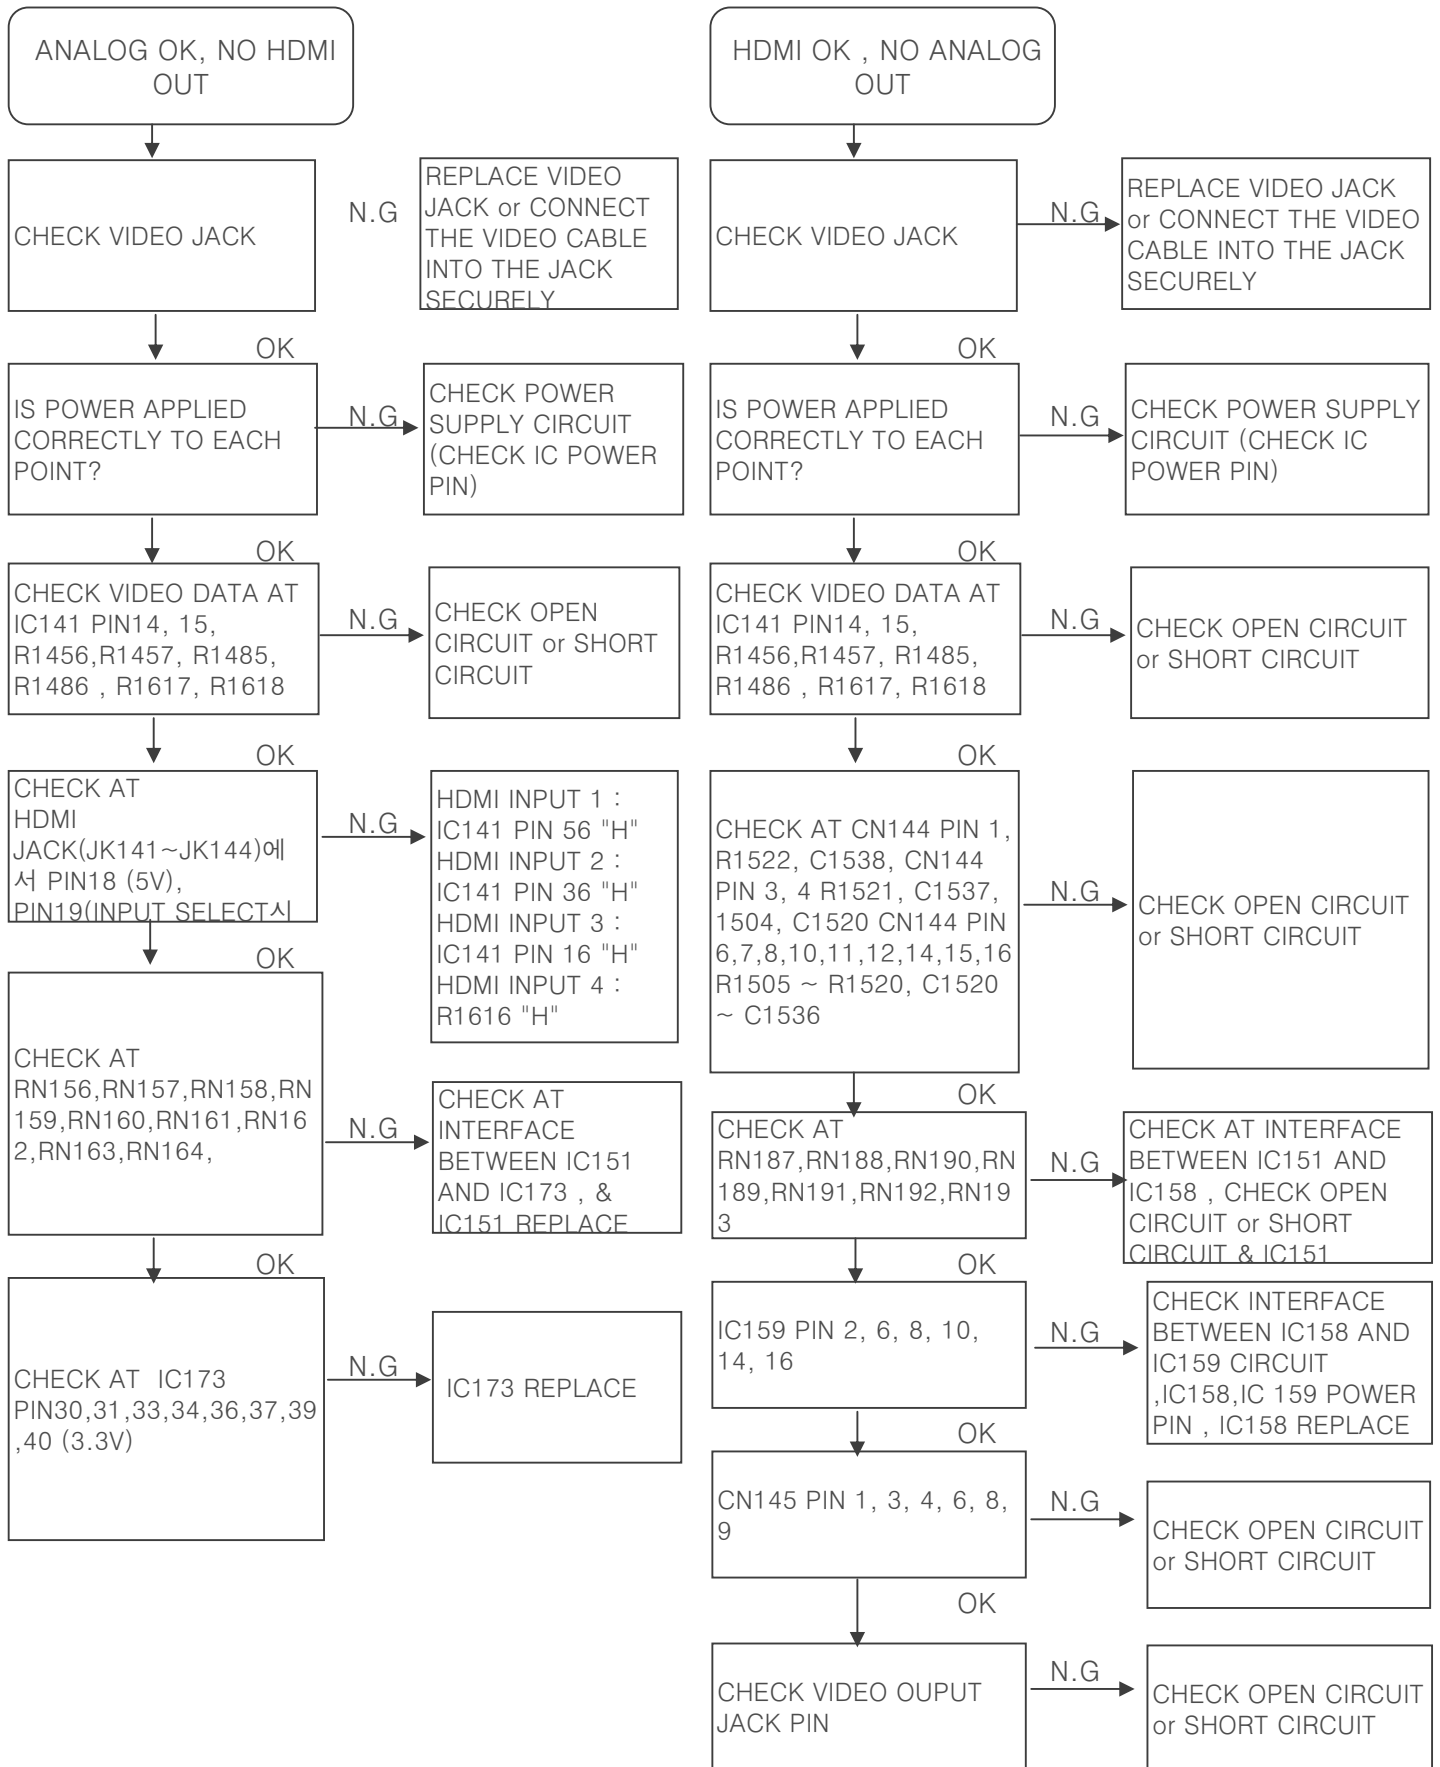 ANALOG OK, NO HDMI
OUT
CHECK VIDEO JACK
N.G
REPLACE VIDEO
JACK or CONNECT
THE VIDEO CABLE
INTO THE JACK
SECURELY
OK
IS POWER APPLIED
CORRECTLY TO EACH
POINT?
N.G
CHECK POWER
SUPPLY CIRCUIT
(CHECK IC POWER
PIN)
OK
CHECK VIDEO DATA AT
IC141 PIN14, 15,
R1456,R1457, R1485,
R1486 , R1617, R1618
N.G
CHECK OPEN
CIRCUIT or SHORT
CIRCUIT
OK
CHECK AT
HDMI
JACK(JK141~JK144)에
서 PIN18 (5V),
PIN19(INPUT SELECT시
N.G
HDMI INPUT 1 :
IC141 PIN 56 "H"
HDMI INPUT 2 :
IC141 PIN 36 "H"
HDMI INPUT 3 :
IC141 PIN 16 "H"
HDMI INPUT 4 :
R1616 "H"
OK
CHECK AT
RN156,RN157,RN158,RN
159,RN160,RN161,RN16
2,RN163,RN164,
N.G
CHECK AT
INTERFACE
BETWEEN IC151
AND IC173 , &
IC151 REPLACE
OK
CHECK AT  IC173
PIN30,31,33,34,36,37,39
,40 (3.3V)
N.G
IC173 REPLACE
HDMI OK , NO ANALOG
OUT
CHECK VIDEO JACK
N.G
REPLACE VIDEO JACK
or CONNECT THE VIDEO
CABLE INTO THE JACK
SECURELY
OK
IS POWER APPLIED
CORRECTLY TO EACH
POINT?
N.G
CHECK POWER SUPPLY
CIRCUIT (CHECK IC
POWER PIN)
OK
CHECK VIDEO DATA AT
IC141 PIN14, 15,
R1456,R1457, R1485,
R1486 , R1617, R1618
N.G
CHECK OPEN CIRCUIT
or SHORT CIRCUIT
OK
CHECK AT CN144 PIN 1,
R1522, C1538, CN144
PIN 3, 4 R1521, C1537,
1504, C1520 CN144 PIN
6,7,8,10,11,12,14,15,16
R1505 ~ R1520, C1520
~ C1536
N.G
CHECK OPEN CIRCUIT
or SHORT CIRCUIT
OK
CHECK AT
RN187,RN188,RN190,RN
189,RN191,RN192,RN19
3
N.G
CHECK AT INTERFACE
BETWEEN IC151 AND
IC158 , CHECK OPEN
CIRCUIT or SHORT
CIRCUIT & IC151
OK
IC159 PIN 2, 6, 8, 10,
14, 16
N.G
CHECK INTERFACE
BETWEEN IC158 AND
IC159 CIRCUIT
,IC158,IC 159 POWER
PIN , IC158 REPLACE
OK
CN145 PIN 1, 3, 4, 6, 8,
9
N.G
CHECK OPEN CIRCUIT
or SHORT CIRCUIT
OK
CHECK VIDEO OUPUT
JACK PIN
N.G
CHECK OPEN CIRCUIT
or SHORT CIRCUIT